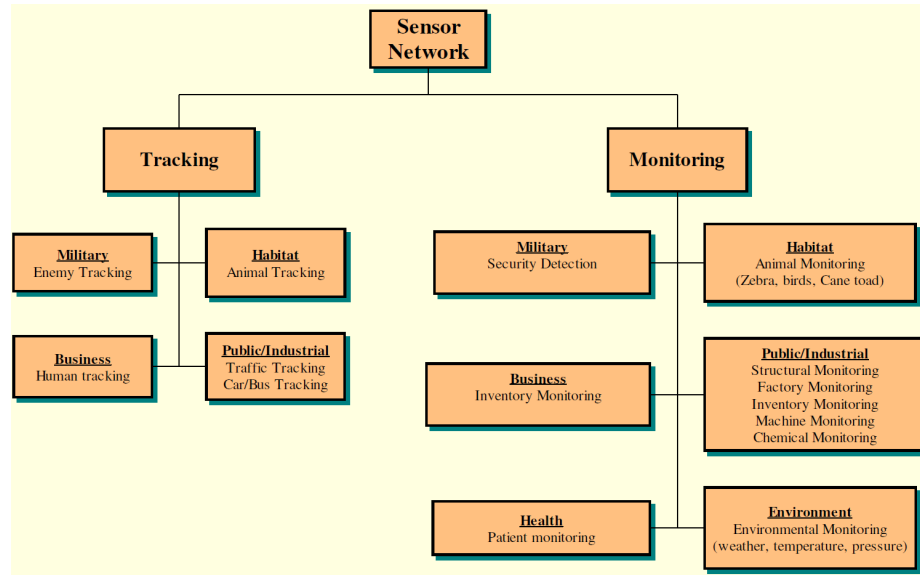 Sensor
Network
Tracking
Monitoring
Military
Enemy Tracking
Habitat
Animal Tracking
Military
Security Detection
Habitat
Animal Monitoring
(Zebra, birds, Cane toad)
Business
Human tracking
Public/Industrial
Traffic Tracking
Car/Bus Tracking
Business
Inventory Monitoring
Public/Industrial
Structural Monitoring
Factory Monitoring
Inventory Monitoring
Machine Monitoring
Chemical Monitoring
Health
Patient monitoring
Environment
Environmental Monitoring
(weather, temperature, pressure)